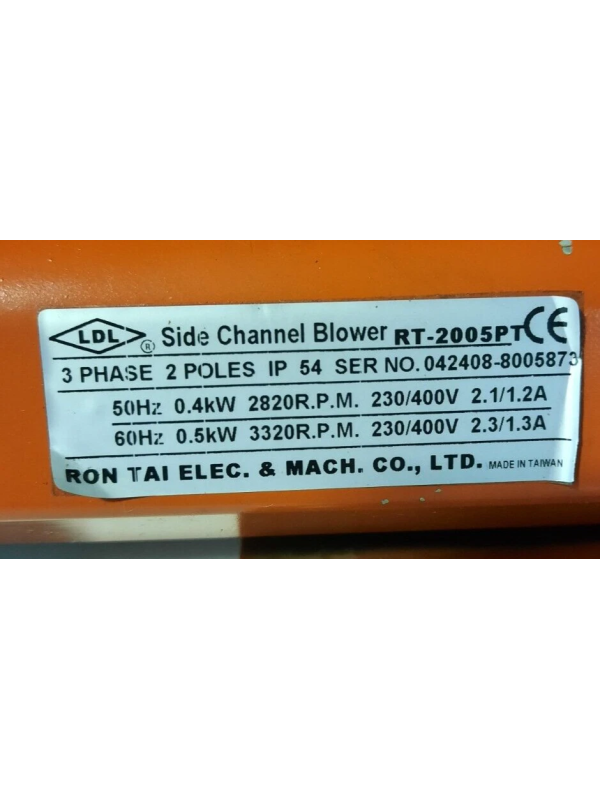 LDL ® Side Channel Blower RT-2005PT CE
3 PHASE 2 POLES IP 54 SER NO. 042408-8005873
50Hz 0.4kW 2820R.P.M. 230/400V 2.1/1.2A
60Hz 0.5kW 3320R.P.M. 230/400V 2.3/1.3A
RON TAI ELEC. & MACH. CO., LTD. MADE IN TAIWAN